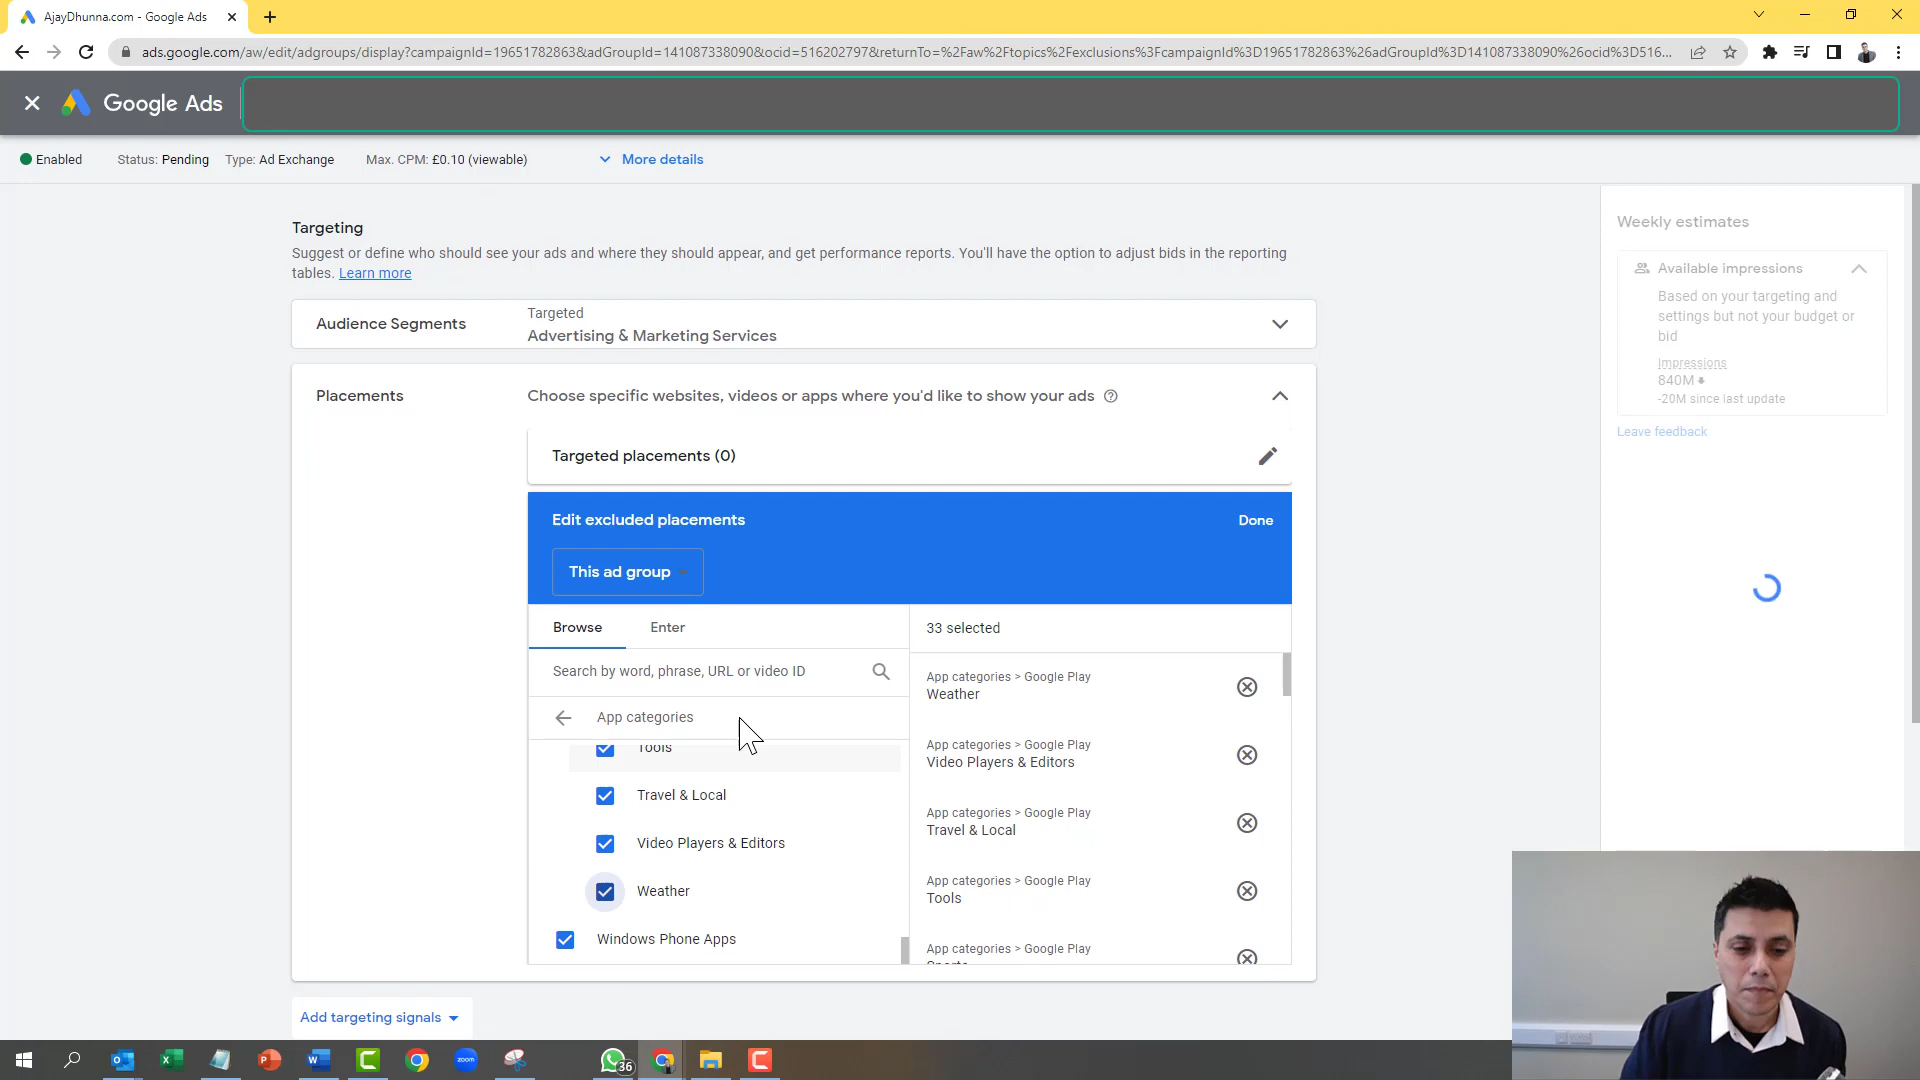 AjayDhunna.com - Google Ads
ads.google.com/aw/edit/adgroups/display?campaignId=19651782863&adGroupId=141087338090&ocid=516202797&returnTo=%2Faw%2Ftopics%2Fexclusions%3FcampaignId%3D19651782863%26adGroupId%3D141087338090%26ocid%3D516...
Google Ads
Enabled
Status: Pending
Type: Ad Exchange
Max. CPM: £0.10 (viewable)
More details
Targeting
Suggest or define who should see your ads and where they should appear, and get performance reports. You'll have the option to adjust bids in the reporting
tables. Learn more
Audience Segments
Targeted
Advertising & Marketing Services
Placements
Choose specific websites, videos or apps where you'd like to show your ads
Targeted placements (0)
Edit excluded placements
Done
This ad group
Browse
Enter
Search by word, phrase, URL or video ID
App categories
Tools
Travel & Local
Video Players & Editors
Weather
Windows Phone Apps
33 selected
App categories > Google Play
Weather
App categories > Google Play
Video Players & Editors
App categories > Google Play
Travel & Local
App categories > Google Play
Tools
App categories > Google Play
Sports
Add targeting signals
Weekly estimates
Available impressions
Based on your targeting and
settings but not your budget or
bid
Impressions
840M
-20M since last update
Leave feedback
zoom
36